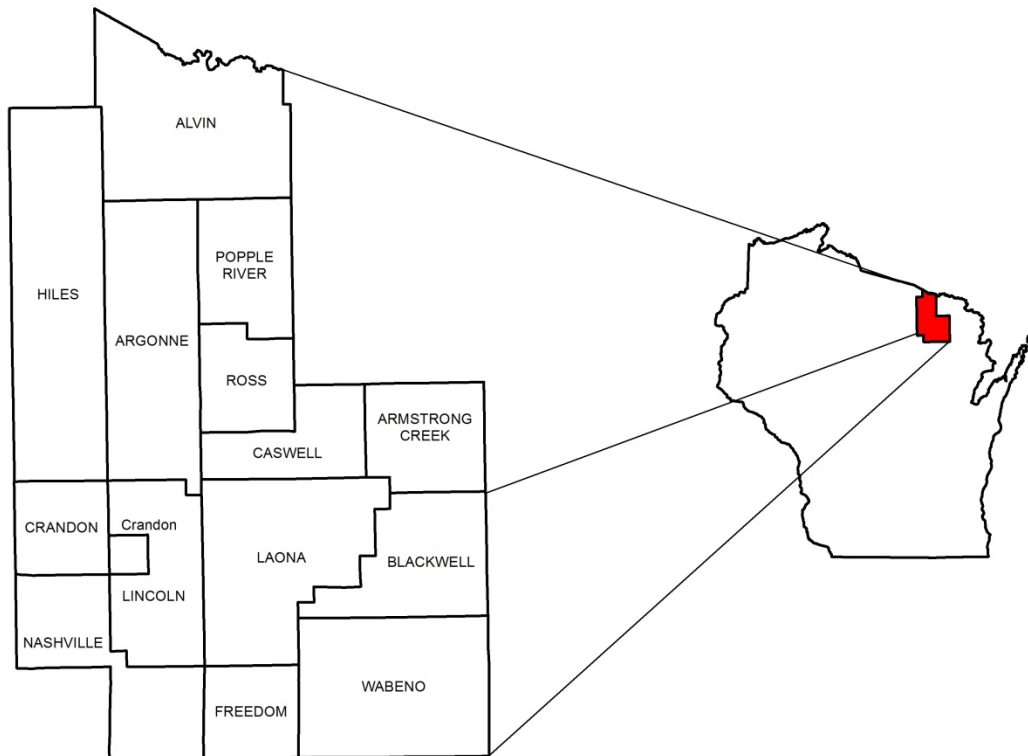 ALVIN
POPPLE
RIVER
HILES
ARGONNE
ROSS
ARMSTRONG
CREEK
CASWELL
CRANDON
Crandon
LAONA
BLACKWELL
LINCOLN
NASHVILLE
WABENO
FREEDOM